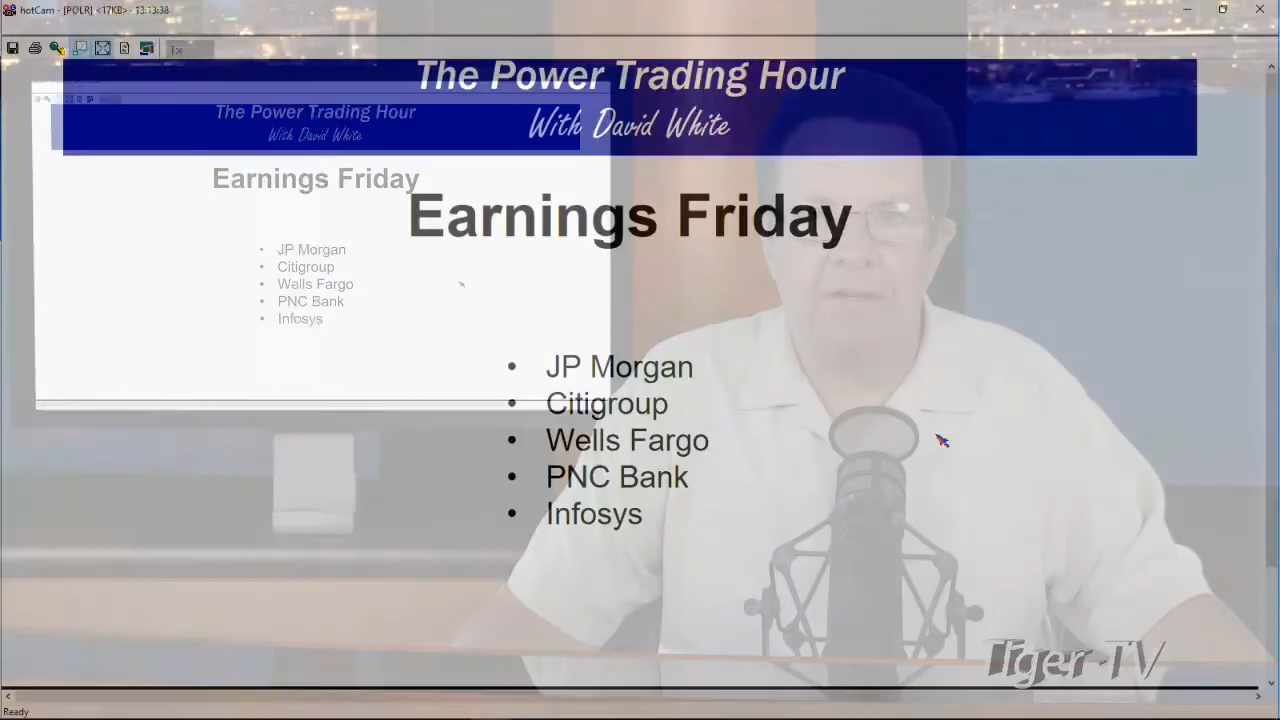 hotCam - [POLR] <17KB> - 13:13:38
1x
The Power Trading Hour
With David White
Earnings Friday
• JP Morgan
• Citigroup
• Wells Fargo
• PNC Bank
• Infosys
The Power Trading Hour
With David White
Earnings Friday
• JP Morgan
• Citigroup
• Wells Fargo
• PNC Bank
• Infosys
Tiger-TV
Ready